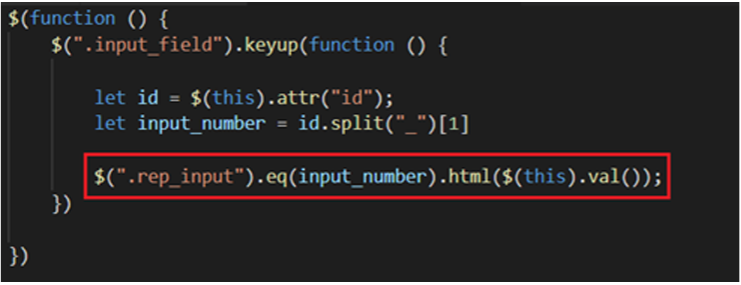 $(function () {
$(".input_field").keyup(function () {
let id = $(this).attr("id");
let input_number = id.split("_")[1]
$(".rep_input").eq(input_number).html($(this).val());
})
})